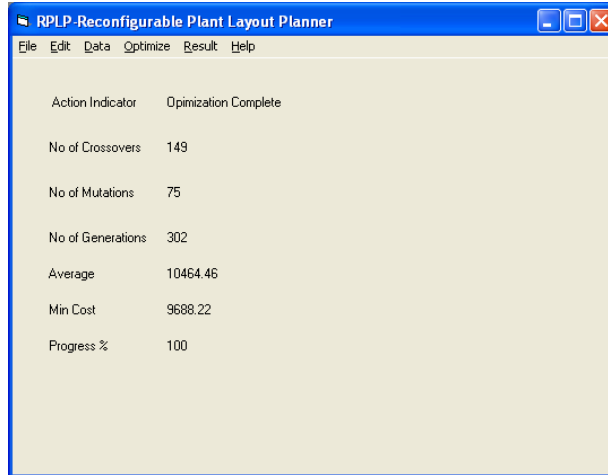 RPLP-Reconfigurable Plant Layout Planner
File Edit Data Optimize Result Help
Action Indicator Opimization Complete
No of Crossovers 149
No of Mutations 75
No of Generations 302
Average 10464.46
Min Cost 9688.22
Progress % 100